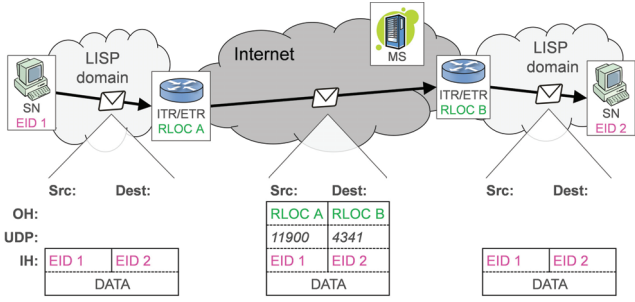 LISP
domain
Internet
MS
LISP
domain
SN
EID 1
ITR/ETR
RLOC A
ITR/ETR
RLOC B
SN
EID 2
Src: Dest:
Src: Dest:
Src: Dest:
OH: RLOC A RLOC B
UDP: 11900 4341
IH: EID 1 EID 2 EID 1 EID 2 EID 1 EID 2
DATA DATA DATA